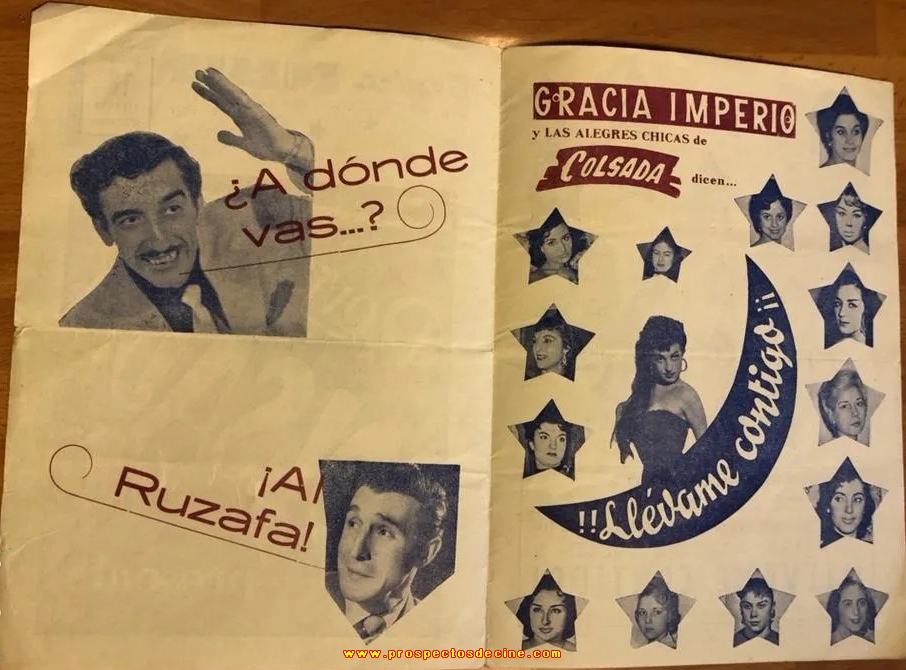 ¿A dónde
vas...?
¡Al
Ruzafa!
GRACIA IMPERIO
y LAS ALEGRES CHICAS de
COLSADA dicen...
!!Llévame contigo¡¡
www.prospectosdecine.com